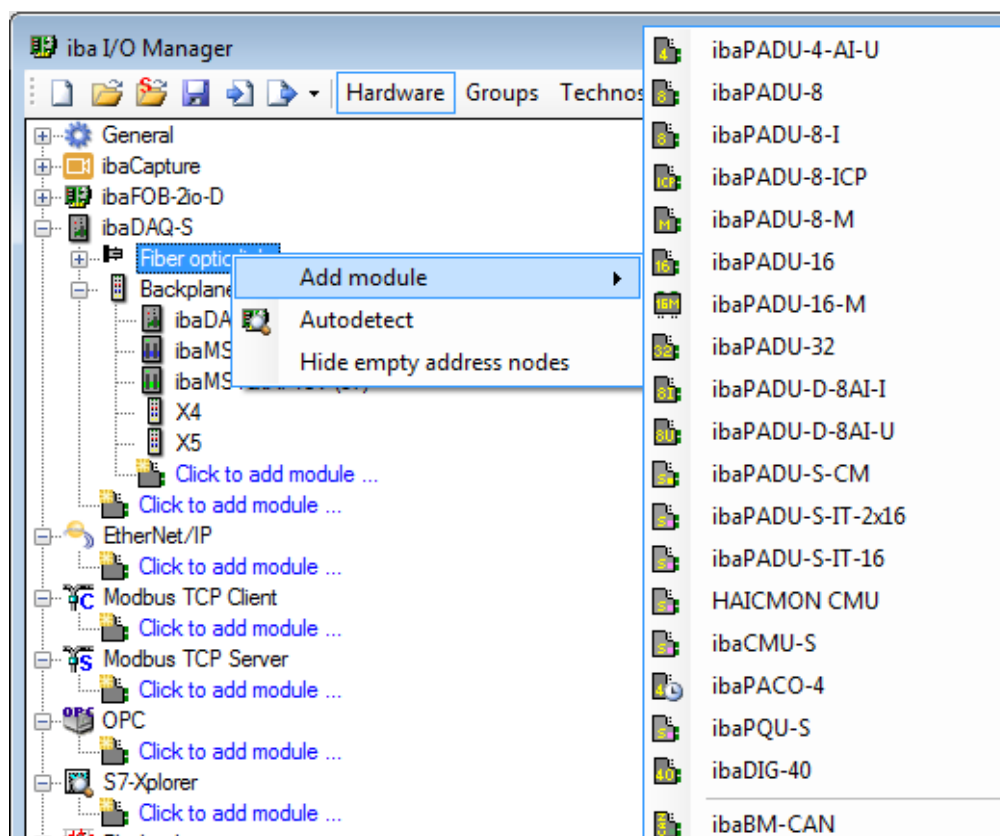 iba I/O Manager
Hardware Groups
General
ibaCapture
ibaFOB-2io-D
ibaDAQ-S
Fiber optic
Backplane
ibaDA
ibaMS
ibaMS
X4
X5
Click to add module ...
Click to add module ...
EtherNet/IP
Click to add module ...
Modbus TCP Client
Click to add module ...
Modbus TCP Server
Click to add module ...
OPC
Click to add module ...
S7-Xplorer
Click to add module ...
Add module
Autodetect
Hide empty address nodes
ibaPADU-4-AI-U
ibaPADU-8
ibaPADU-8-I
ibaPADU-8-ICP
ibaPADU-8-M
ibaPADU-16
ibaPADU-16-M
ibaPADU-32
ibaPADU-D-8AI-I
ibaPADU-D-8AI-U
ibaPADU-S-CM
ibaPADU-S-IT-2x16
ibaPADU-S-IT-16
HAICMON CMU
ibaCMU-S
ibaPACO-4
ibaPQU-S
ibaDIG-40
ibaBM-CAN